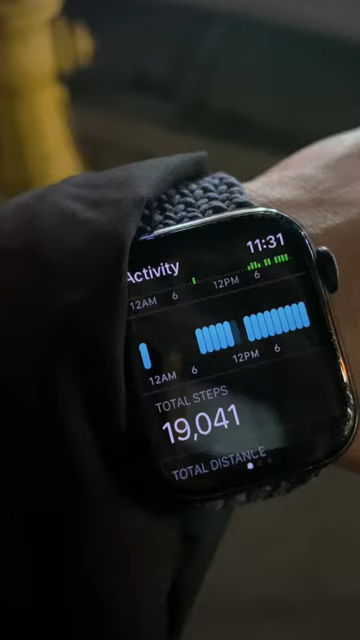 Activity 11:31
12AM 6 12PM 6
12AM 6 12PM 6
TOTAL STEPS
19,041
TOTAL DISTANCE